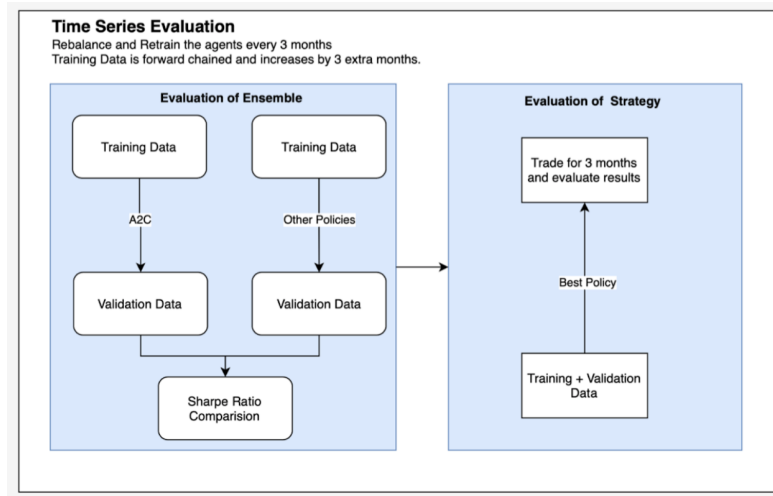 Time Series Evaluation
Rebalance and Retrain the agents every 3 months
Training Data is forward chained and increases by 3 extra months.
Evaluation of Ensemble
Training Data
Training Data
A2C
Other Policies
Validation Data
Validation Data
Sharpe Ratio
Comparision
Evaluation of Strategy
Trade for 3 months
and evaluate results
Best Policy
Training + Validation
Data